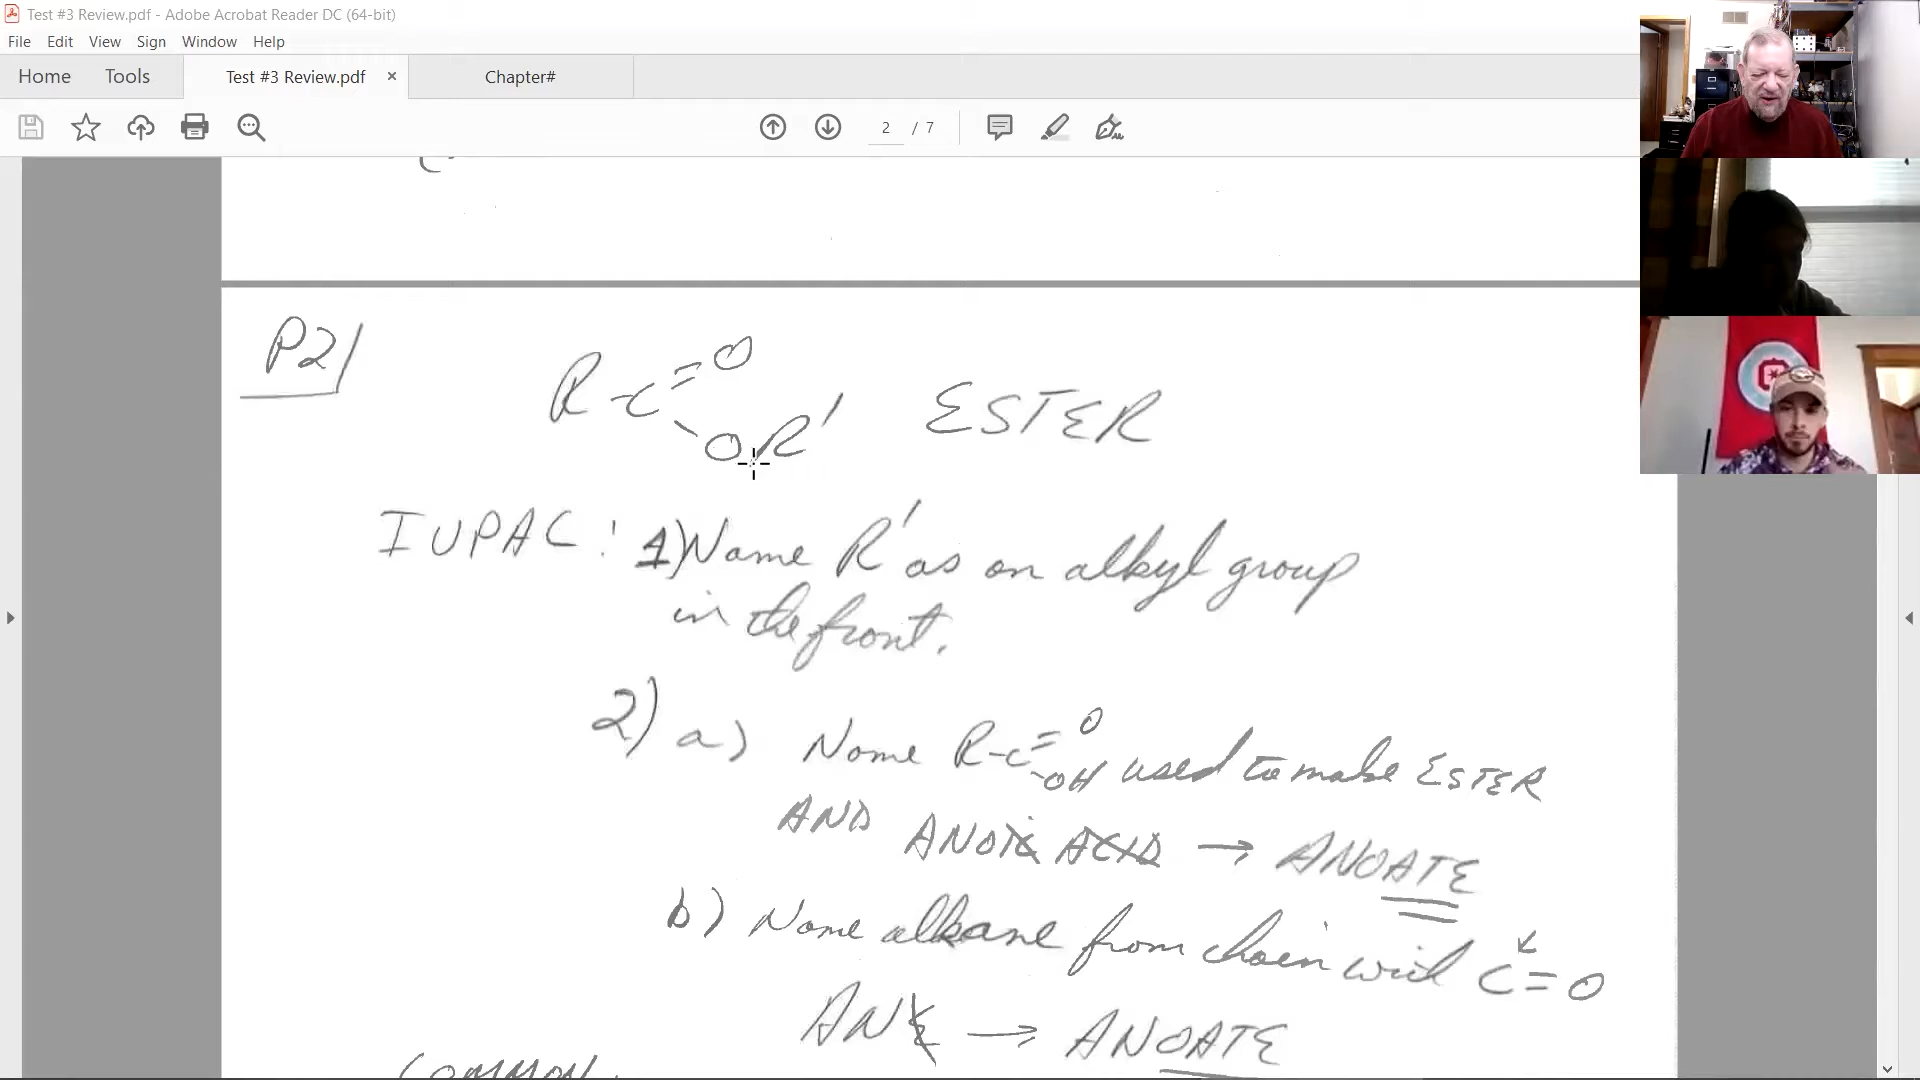 Test #3 Review.pdf - Adobe Acrobat Reader DC (64-bit)
File Edit View Sign Window Help
Home Tools Test #3 Review.pdf × Chapter#
2 / 7
P2/
R-C=O
OR' ESTER
IUPAC: 1) Name R' as an alkyl group
in the front.
2) a) Name R-C=O
OH used to make ESTER
AND ANOIC ACID → ANOATE
b) Name alkane from chain with C=O
ANE → ANOATE
COMMON